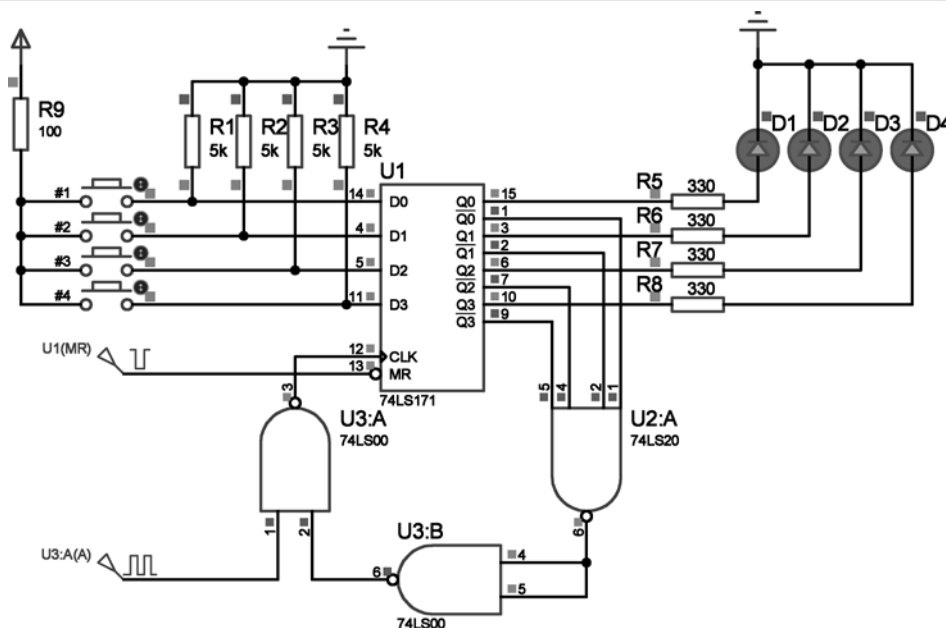 R9
100
R1
5k
R2
5k
R3
5k
R4
5k
#1
#2
#3
#4
U1
14
4
5
11
12
13
D0
D1
D2
D3
CLK
MR
Q0
Q0
Q1
Q1
Q2
Q2
Q3
Q3
15
1
3
2
6
7
10
9
74LS171
R5
330
R6
330
R7
330
R8
330
D1
D2
D3
D4
U1(MR)
3
U3:A
74LS00
1
2
U3:A(A)
5
4
2
1
U2:A
74LS20
6
U3:B
6
4
5
74LS00